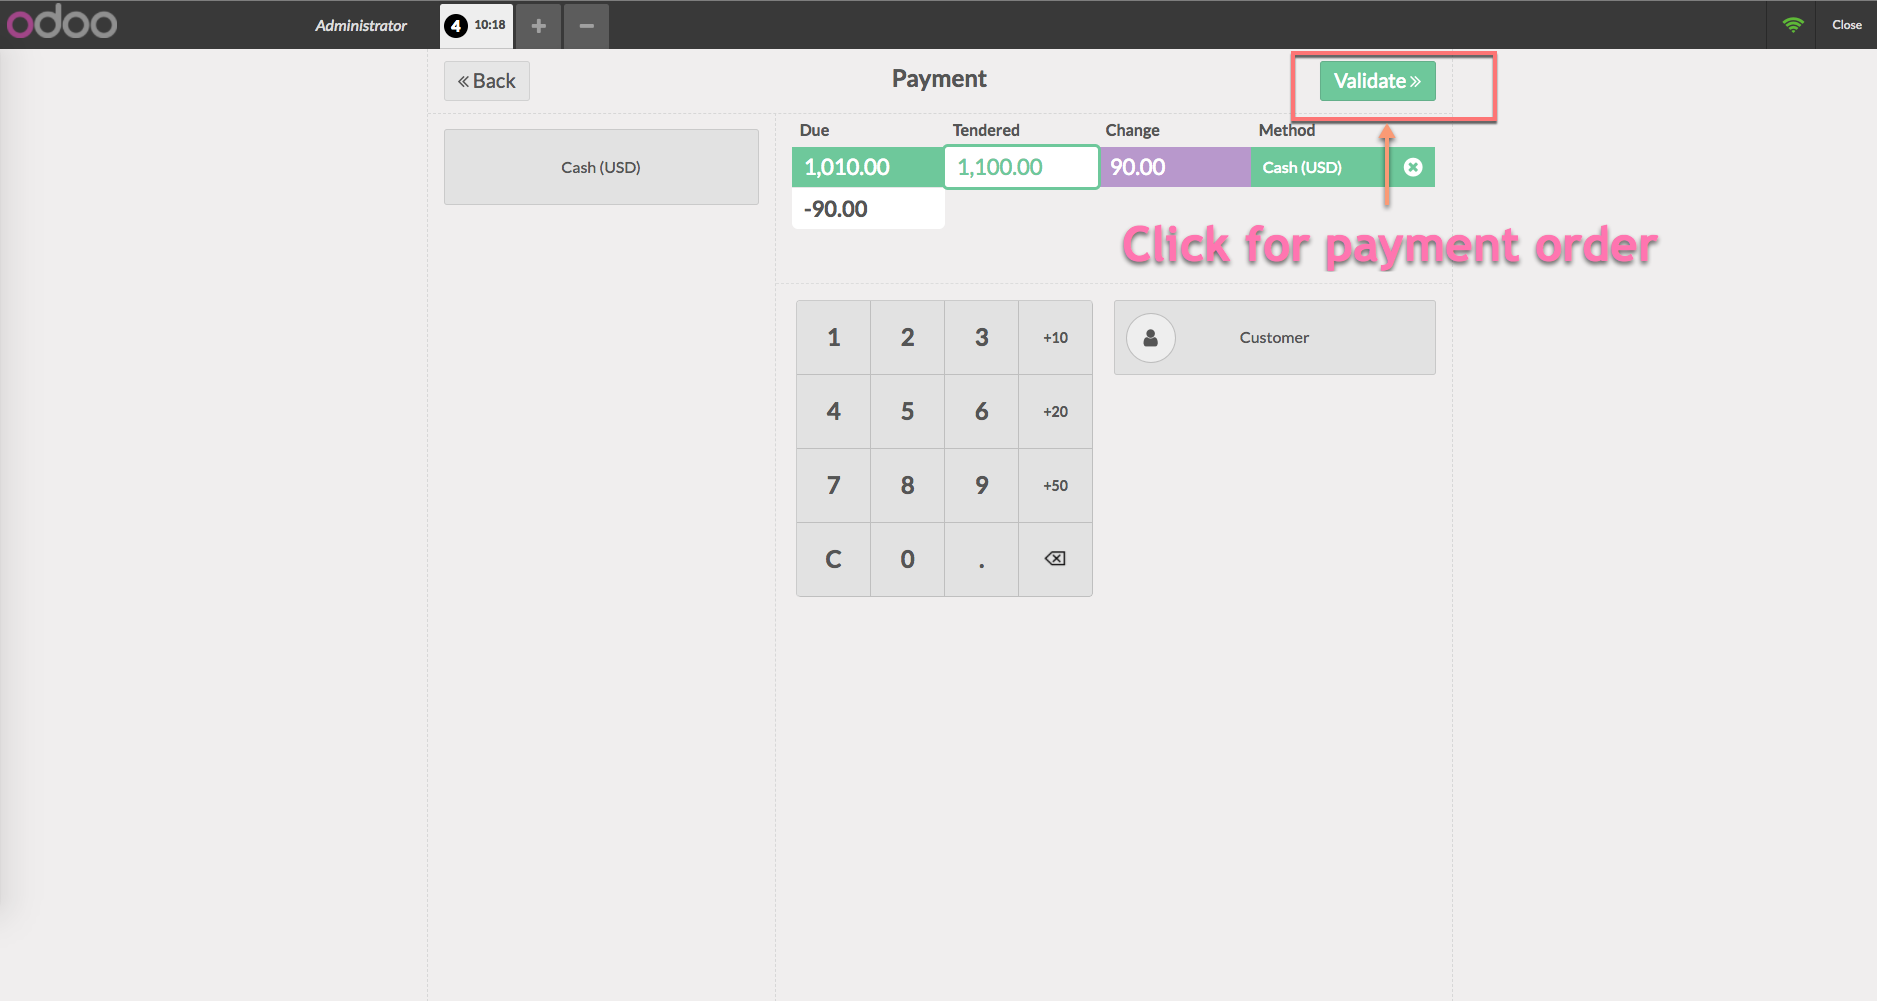 odoo
Administrator
4 10:18 + −
Close
« Back
Payment
Validate »
Cash (USD)
Due Tendered Change Method
1,010.00 1,100.00 90.00 Cash (USD)
-90.00
Click for payment order
1 2 3 +10
4 5 6 +20
7 8 9 +50
C 0 .
Customer